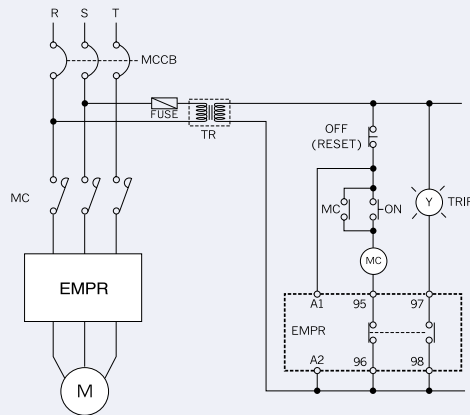 R S T
MCCB
FUSE
TR
OFF
(RESET)
MC
MC
ON
Y
TRIP
MC
EMPR
A1
95
97
EMPR
A2
96
98
M